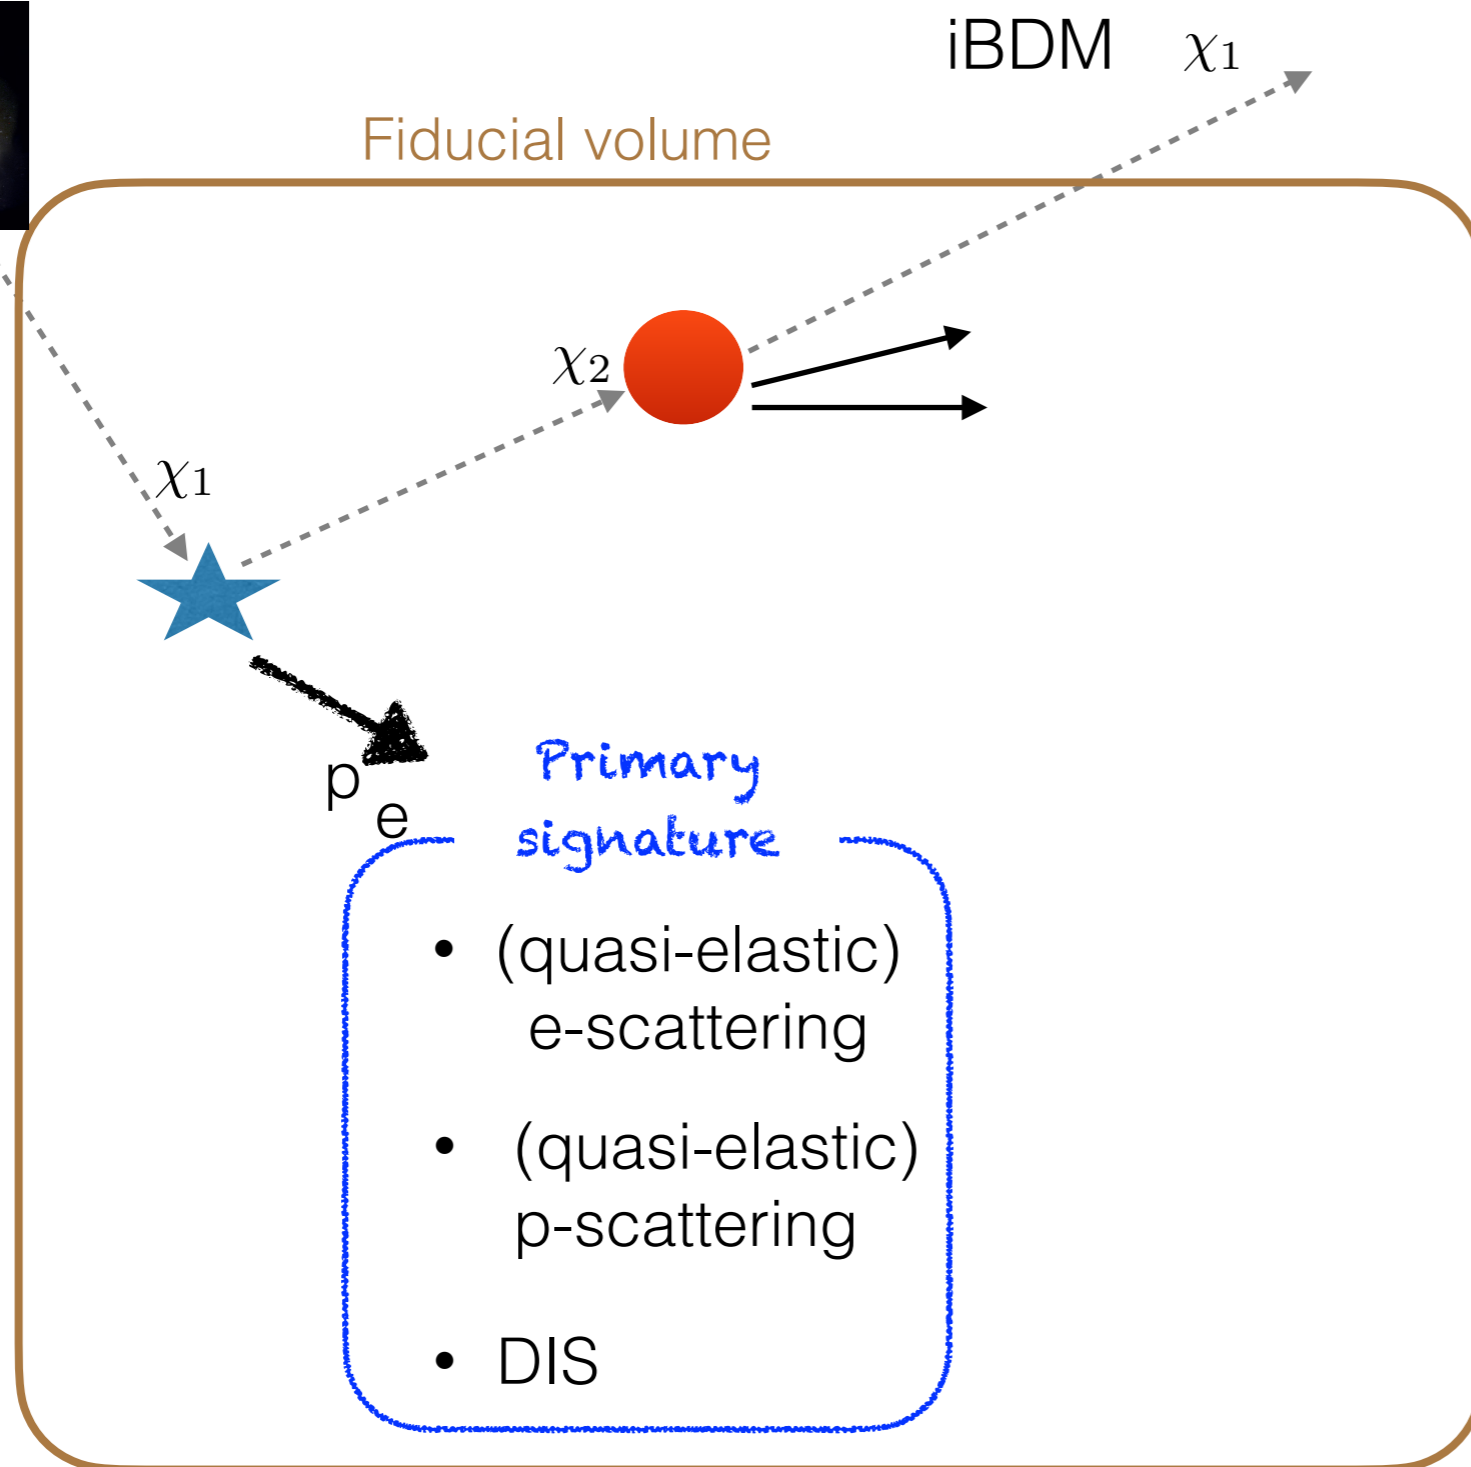 iBDM χ₁
Fiducial volume
χ₂
χ₁
p
e
Primary
signature
• (quasi-elastic)
e-scattering
• (quasi-elastic)
p-scattering
• DIS